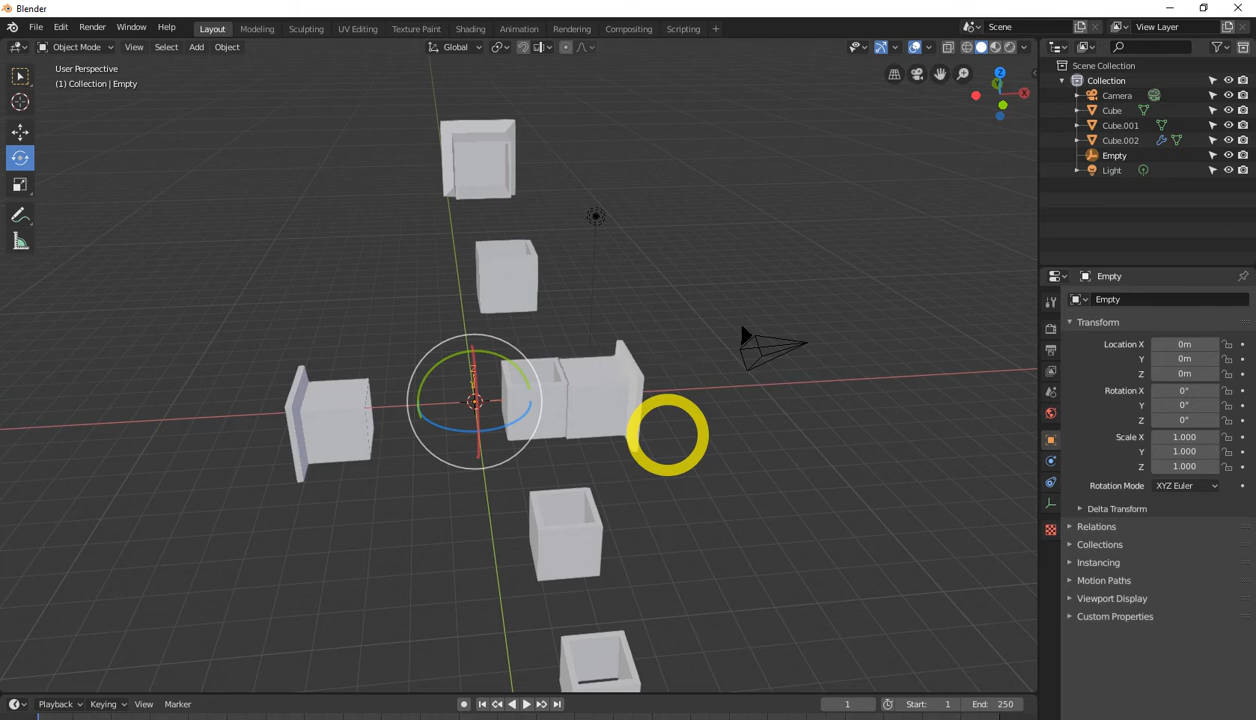 Blender
File Edit Render Window Help Layout Modeling Sculpting UV Editing Texture Paint Shading Animation Rendering Compositing Scripting + Scene View Layer
Object Mode View Select Add Object Global
User Perspective
(1) Collection | Empty
Z
Y
X
Scene Collection
Collection
Camera
Cube
Cube.001
Cube.002
Empty
Light
Empty
Empty
Transform
Location X 0m
Y 0m
Z 0m
Rotation X 0°
Y 0°
Z 0°
Scale X 1.000
Y 1.000
Z 1.000
Rotation Mode XYZ Euler
Delta Transform
Relations
Collections
Instancing
Motion Paths
Viewport Display
Custom Properties
Playback Keying View Marker 1 Start: 1 End: 250